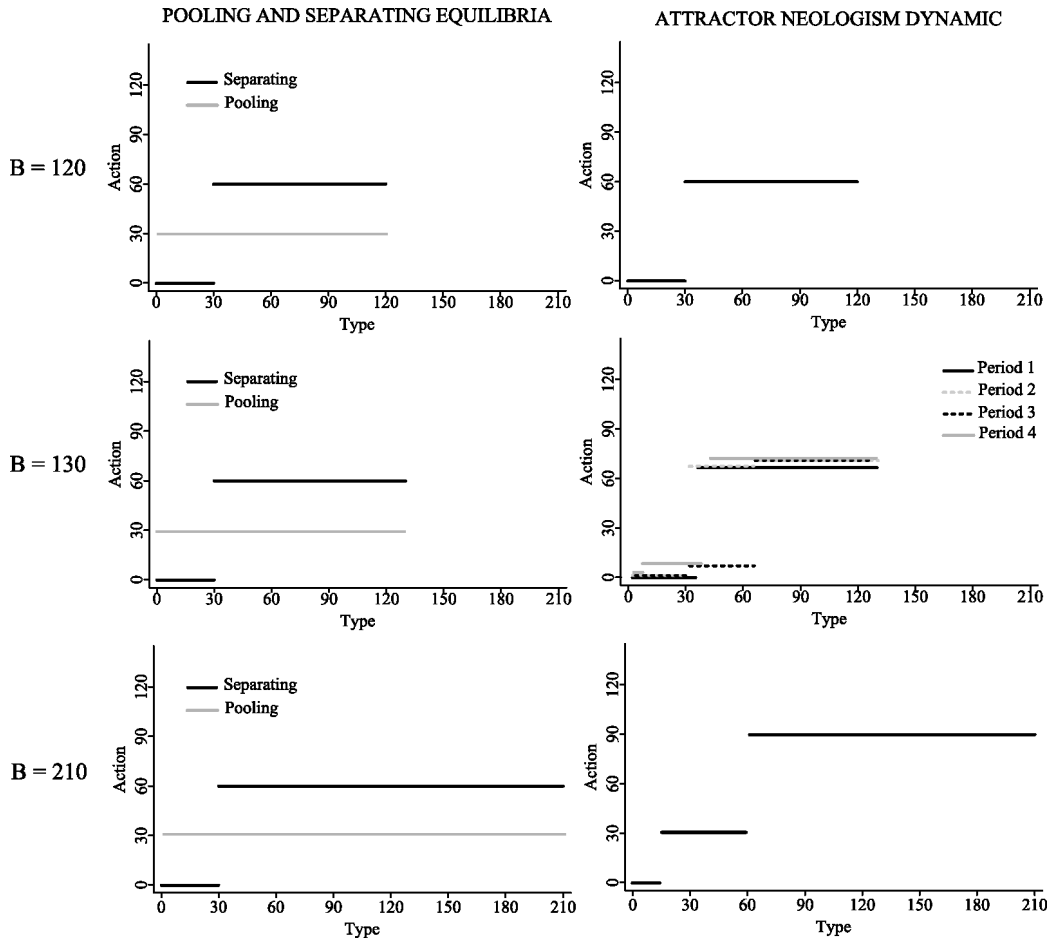 POOLING AND SEPARATING EQUILIBRIA
ATTRACTOR NEOLOGISM DYNAMIC
B = 120
Action
120
90
60
30
0
Separating
Pooling
0 30 60 90 120 150 180 210
Type
Action
120
90
60
30
0
0 30 60 90 120 150 180 210
Type
B = 130
Action
120
90
60
30
0
Separating
Pooling
0 30 60 90 120 150 180 210
Type
Action
120
90
60
30
0
Period 1
Period 2
Period 3
Period 4
0 30 60 90 120 150 180 210
Type
B = 210
Action
120
90
60
30
0
Separating
Pooling
0 30 60 90 120 150 180 210
Type
Action
120
90
60
30
0
0 30 60 90 120 150 180 210
Type